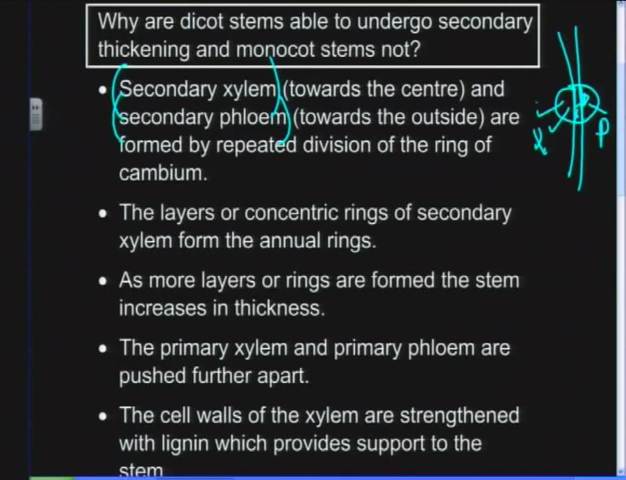 Why are dicot stems able to undergo secondary
thickening and monocot stems not?
• Secondary xylem (towards the centre) and
secondary phloem (towards the outside) are
formed by repeated division of the ring of
cambium.
• The layers or concentric rings of secondary
xylem form the annual rings.
• As more layers or rings are formed the stem
increases in thickness.
• The primary xylem and primary phloem are
pushed further apart.
• The cell walls of the xylem are strengthened
with lignin which provides support to the
stem
P